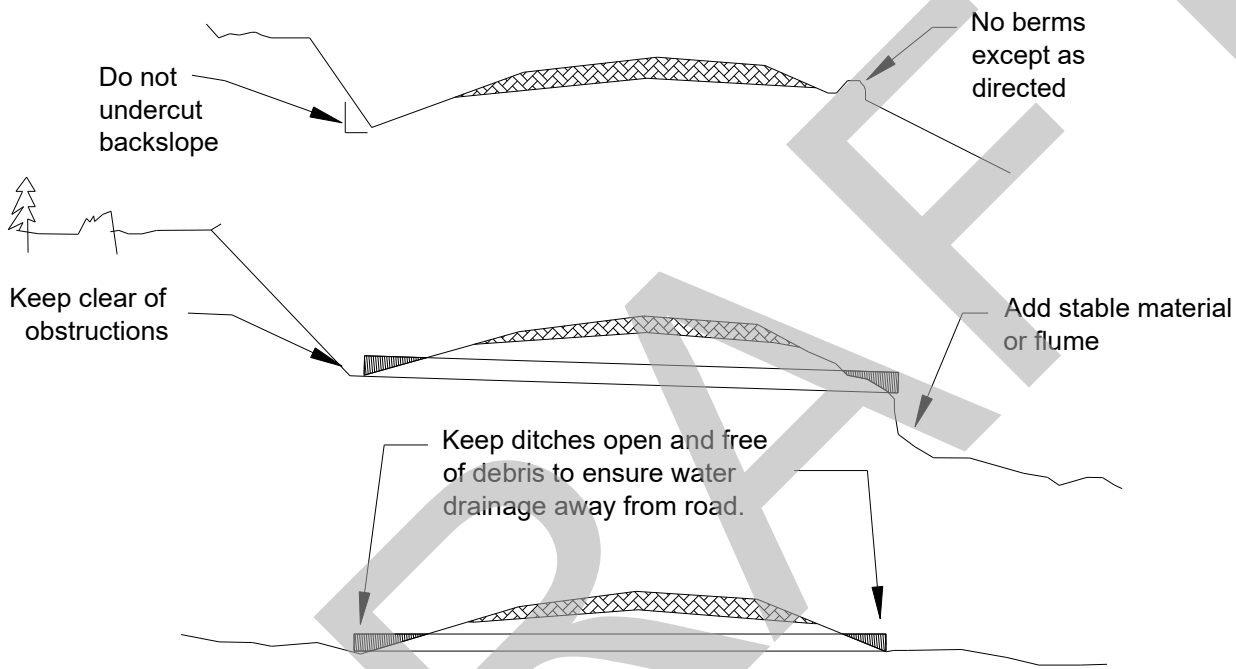 Do not
undercut
backslope
No berms
except as
directed
Keep clear of
obstructions
Add stable material
or flume
Keep ditches open and free
of debris to ensure water
drainage away from road.